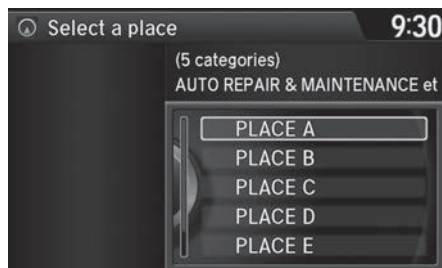 Select a place
9:30
(5 categories)
AUTO REPAIR & MAINTENANCE et
PLACE A
PLACE B
PLACE C
PLACE D
PLACE E